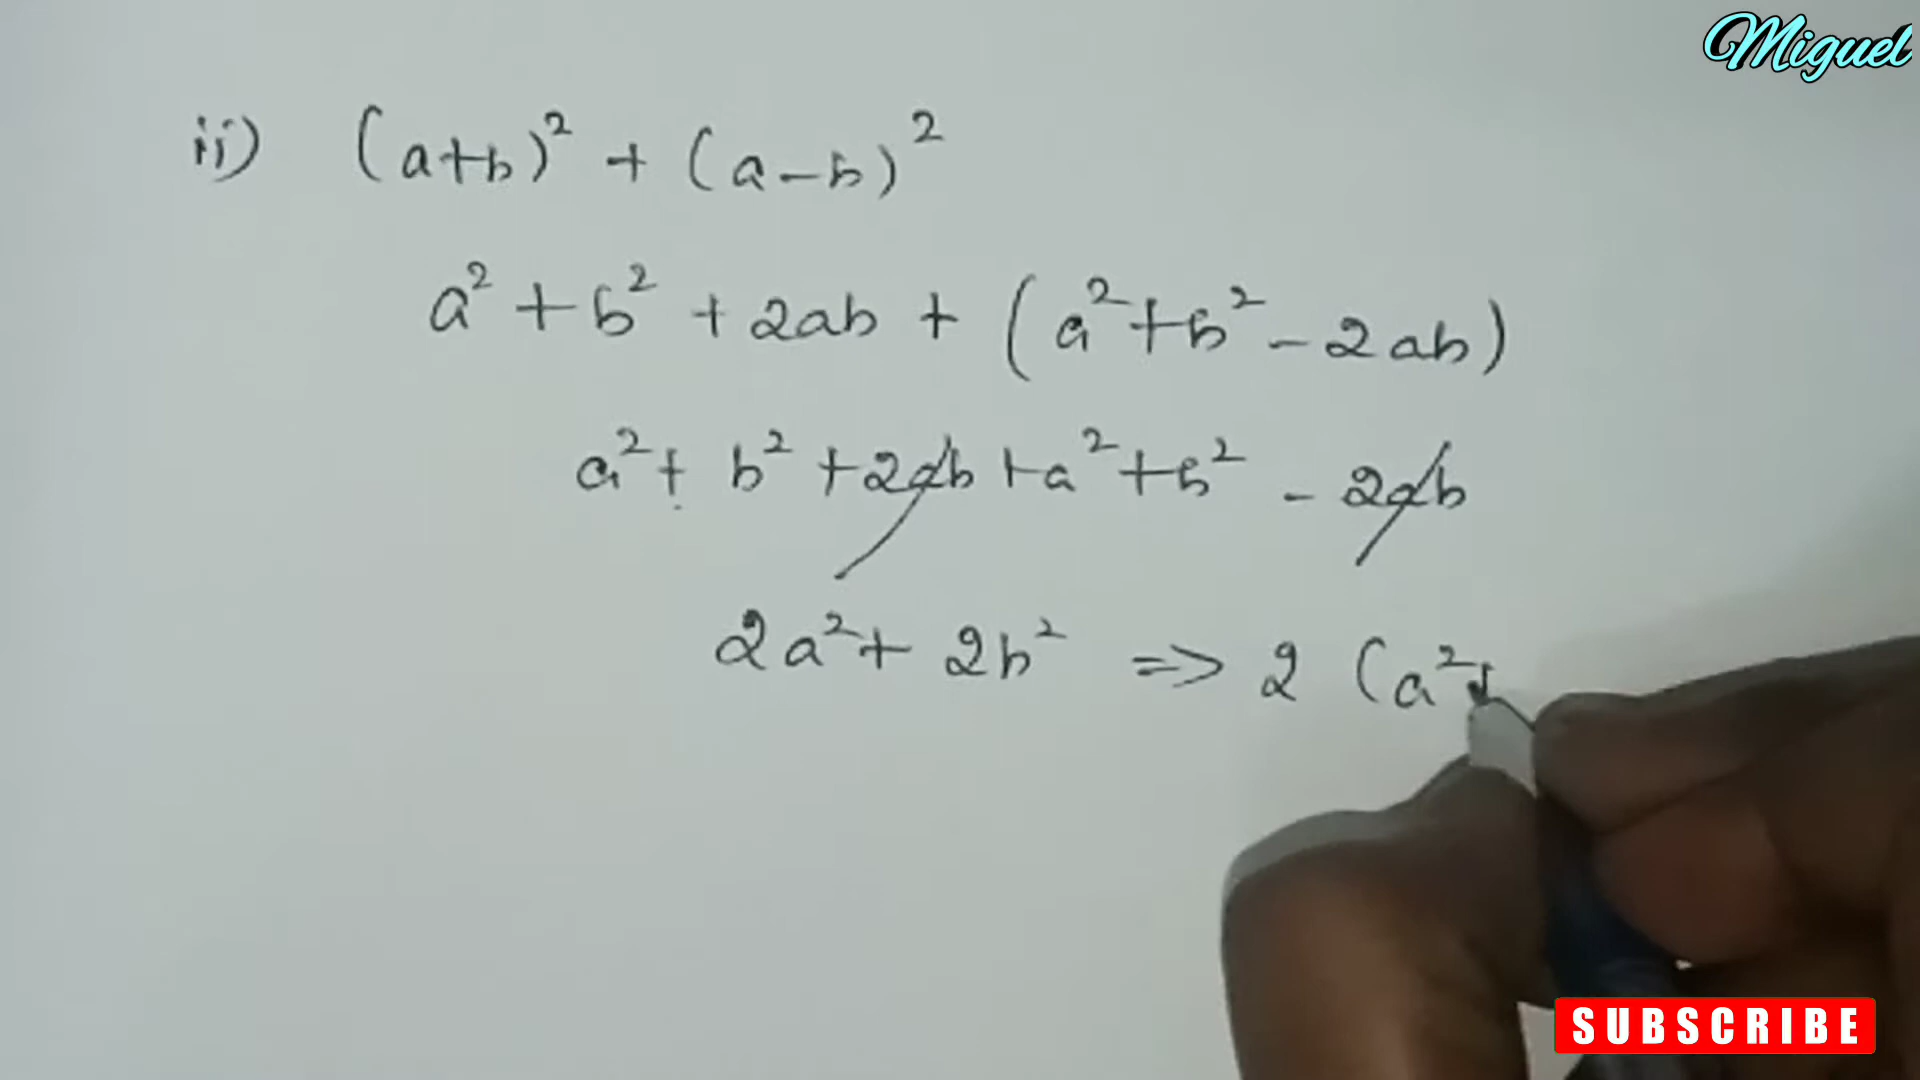 Miguel
ii) (a+b)² + (a-b)²
a² + b² + 2ab + (a² + b² - 2ab)
a² + b² + 2ab + a² + b² - 2ab
2a² + 2b² => 2 (a² +
SUBSCRIBE